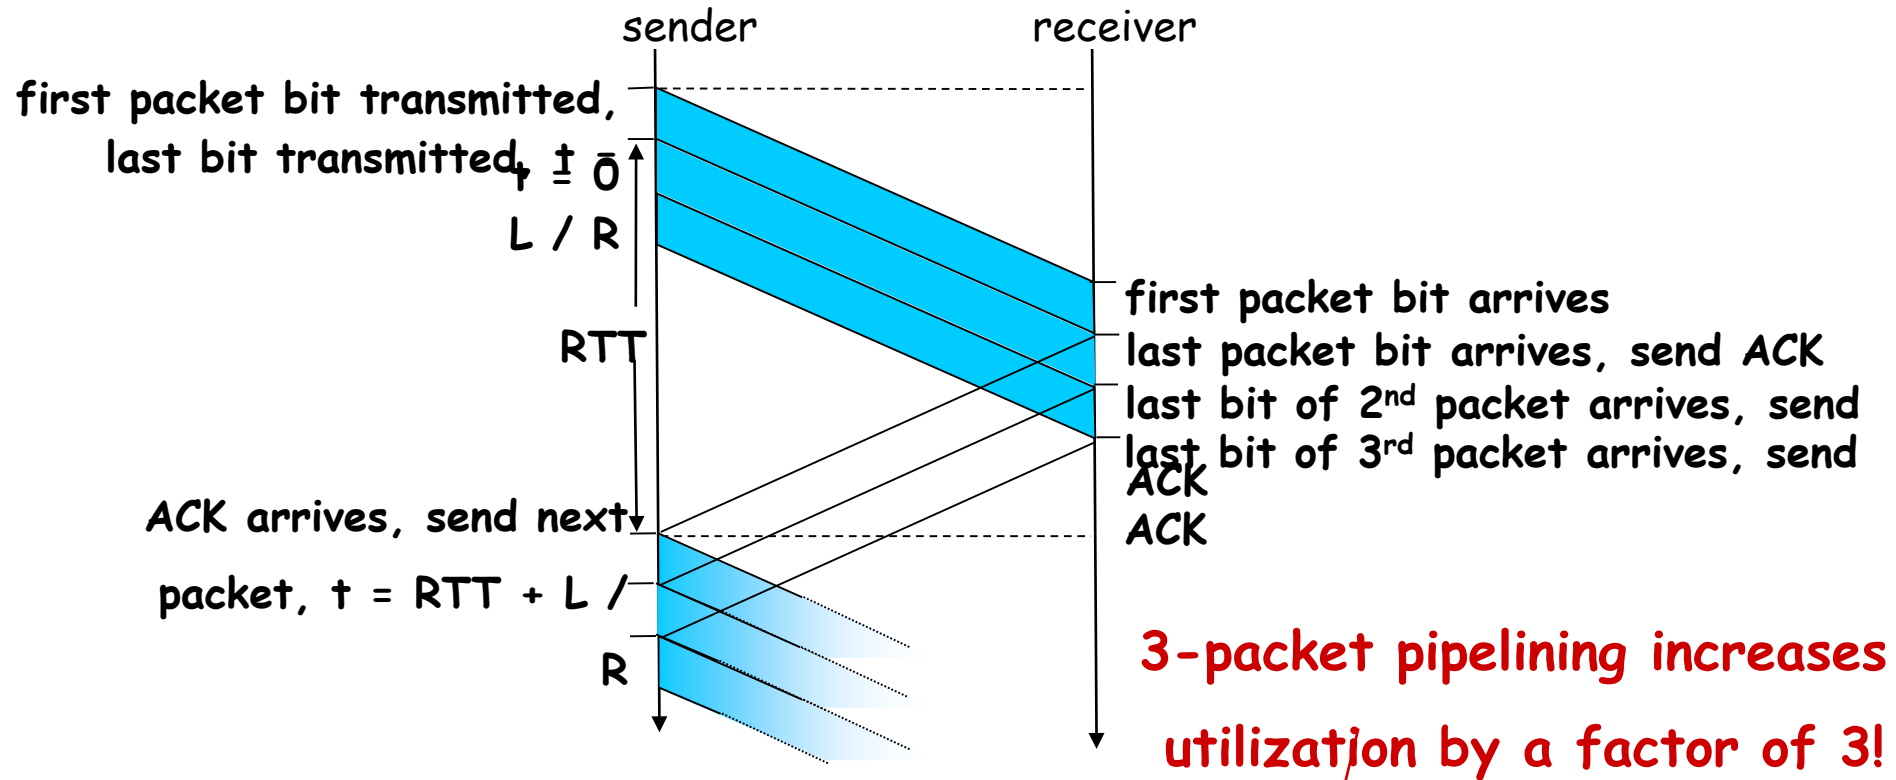 sender
receiver
first packet bit transmitted,
t = 0
last bit transmitted, t =
L / R
first packet bit arrives
RTT
last packet bit arrives, send ACK
last bit of 2nd packet arrives, send
ACK
last bit of 3rd packet arrives, send
ACK
ACK arrives, send next
packet, t = RTT + L /
R
3-packet pipelining increases
utilization by a factor of 3!